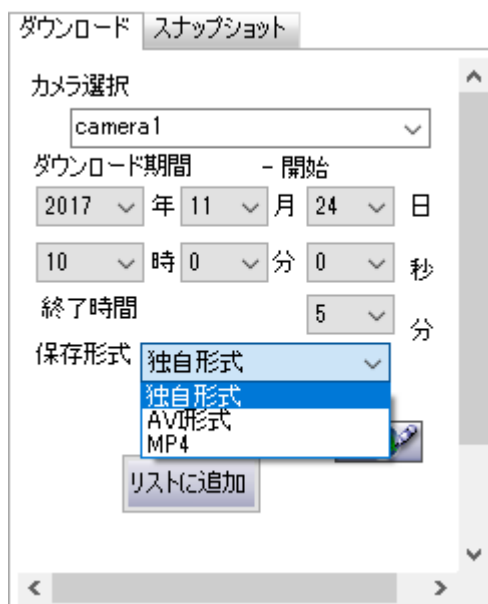 ダウンロード スナップショット
カメラ選択
camera1
ダウンロード期間 - 開始
2017 年 11 月 24 日
10 時 0 分 0 秒
終了時間 5 分
保存形式 独自形式
独自形式
AVI形式
MP4
リストに追加